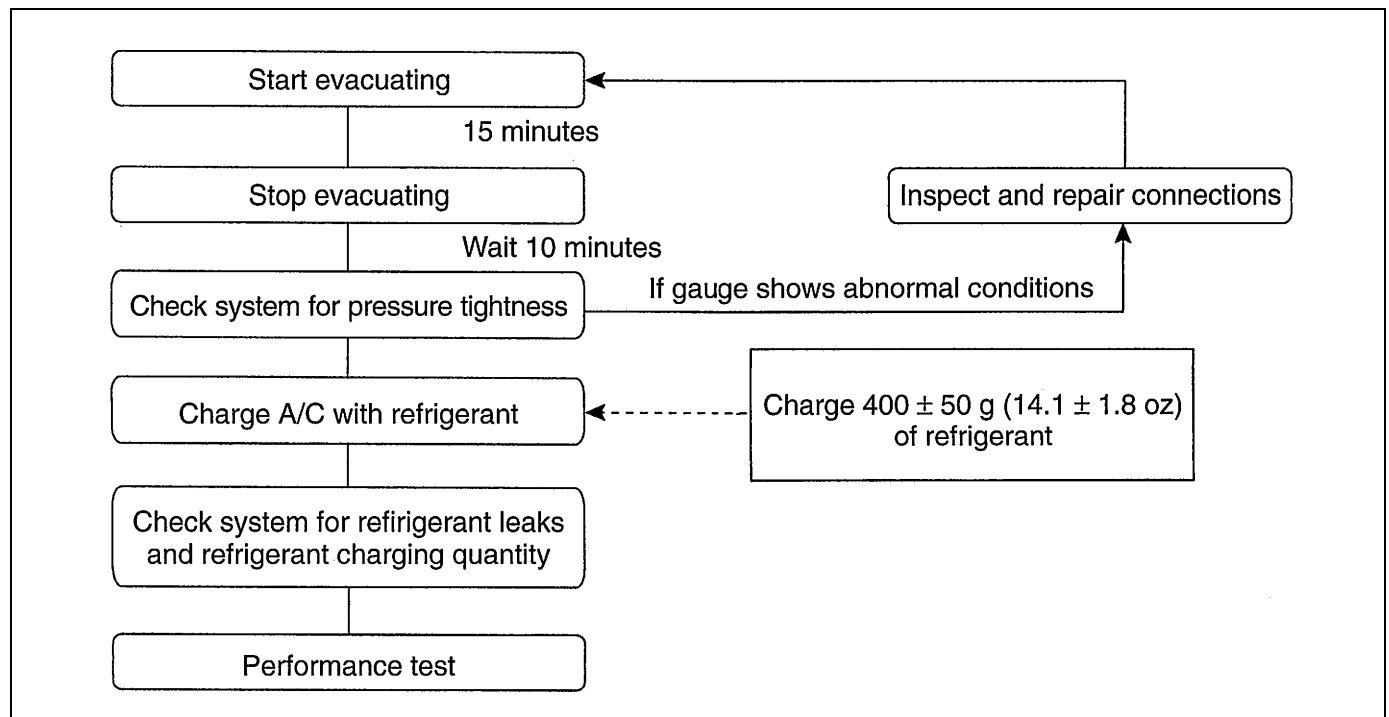 Start evacuating
15 minutes
Stop evacuating
Inspect and repair connections
Wait 10 minutes
If gauge shows abnormal conditions
Check system for pressure tightness
Charge A/C with refrigerant
Charge 400 ± 50 g (14.1 ± 1.8 oz)
of refrigerant
Check system for refirigerant leaks
and refrigerant charging quantity
Performance test